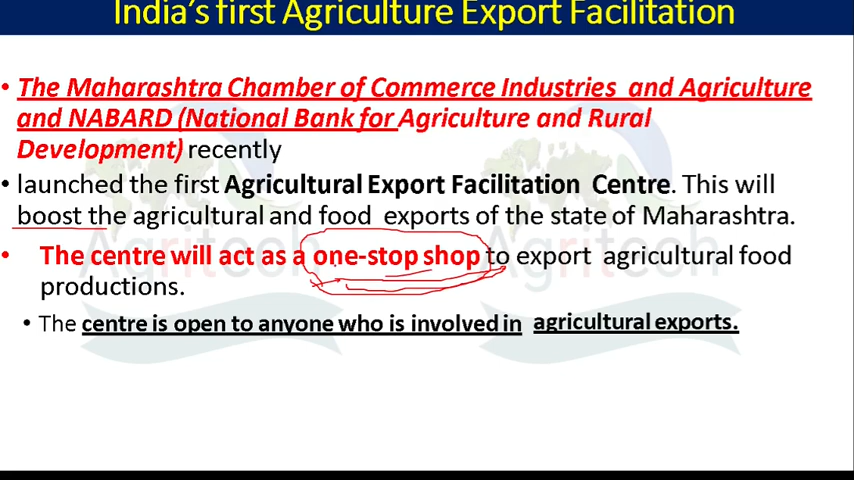 India's first Agriculture Export Facilitation
• The Maharashtra Chamber of Commerce Industries and Agriculture
and NABARD (National Bank for Agriculture and Rural
Development) recently
• launched the first Agricultural Export Facilitation Centre. This will
boost the agricultural and food exports of the state of Maharashtra.
• The centre will act as a one-stop shop to export agricultural food
productions.
• The centre is open to anyone who is involved in agricultural exports.
Agritech
Agritech